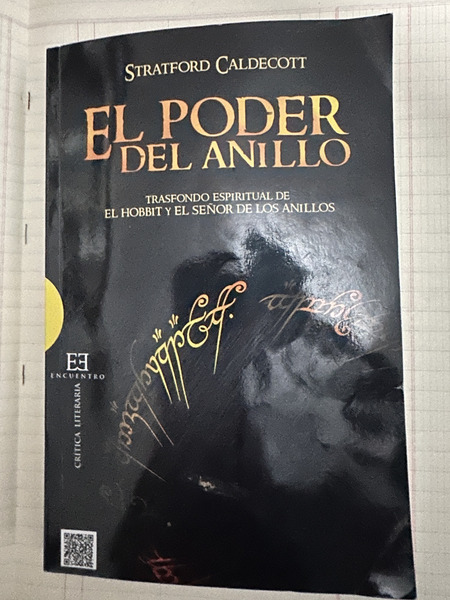 STRATFORD CALDECOTT
EL PODER
DEL ANILLO
TRASFONDO ESPIRITUAL DE
EL HOBBIT Y EL SEÑOR DE LOS ANILLOS
EE
ENCUENTRO
CRÍTICA LITERARIA